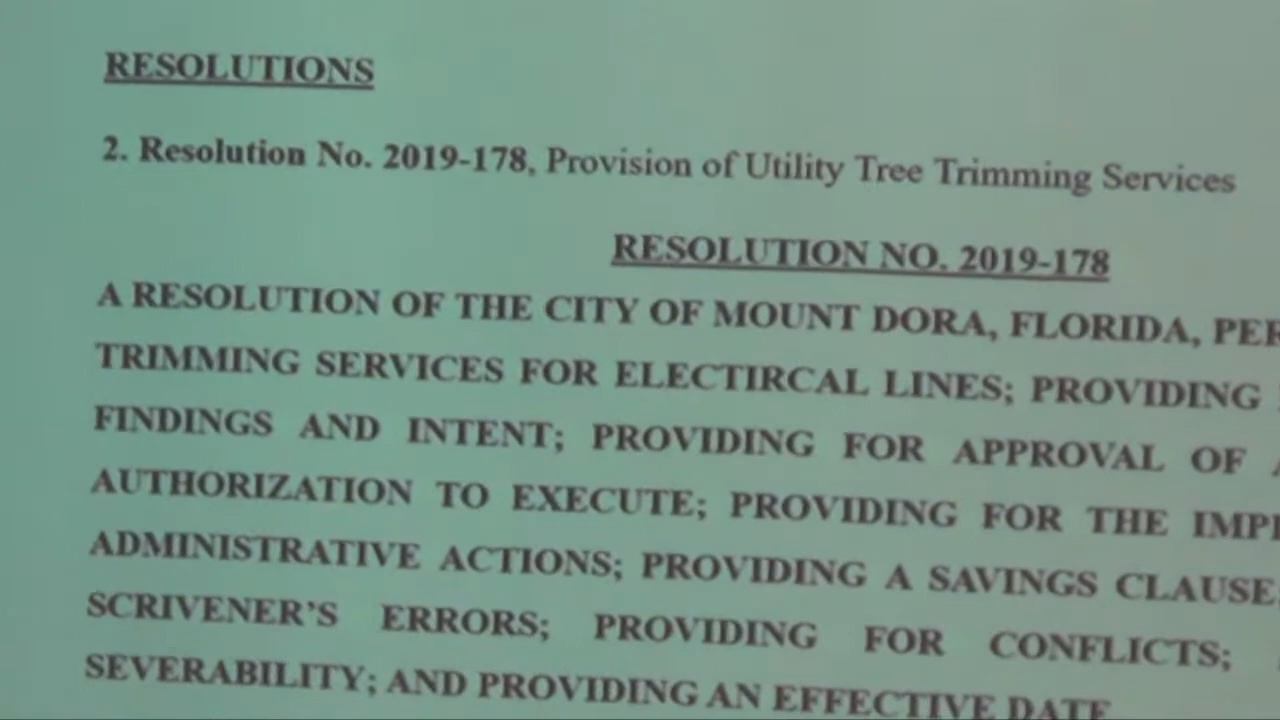 RESOLUTIONS
2. Resolution No. 2019-178, Provision of Utility Tree Trimming Services
RESOLUTION NO. 2019-178
A RESOLUTION OF THE CITY OF MOUNT DORA, FLORIDA,
TRIMMING SERVICES FOR ELECTIRCAL LINES; PROVIDING
FINDINGS AND INTENT; PROVIDING FOR APPROVAL OF
AUTHORIZATION TO EXECUTE; PROVIDING FOR THE
ADMINISTRATIVE ACTIONS; PROVIDING A SAVINGS CLAUSE
SCRIVENER'S ERRORS; PROVIDING FOR CONFLICTS;
SEVERABILITY; AND PROVIDING AN EFFECTIVE DATE